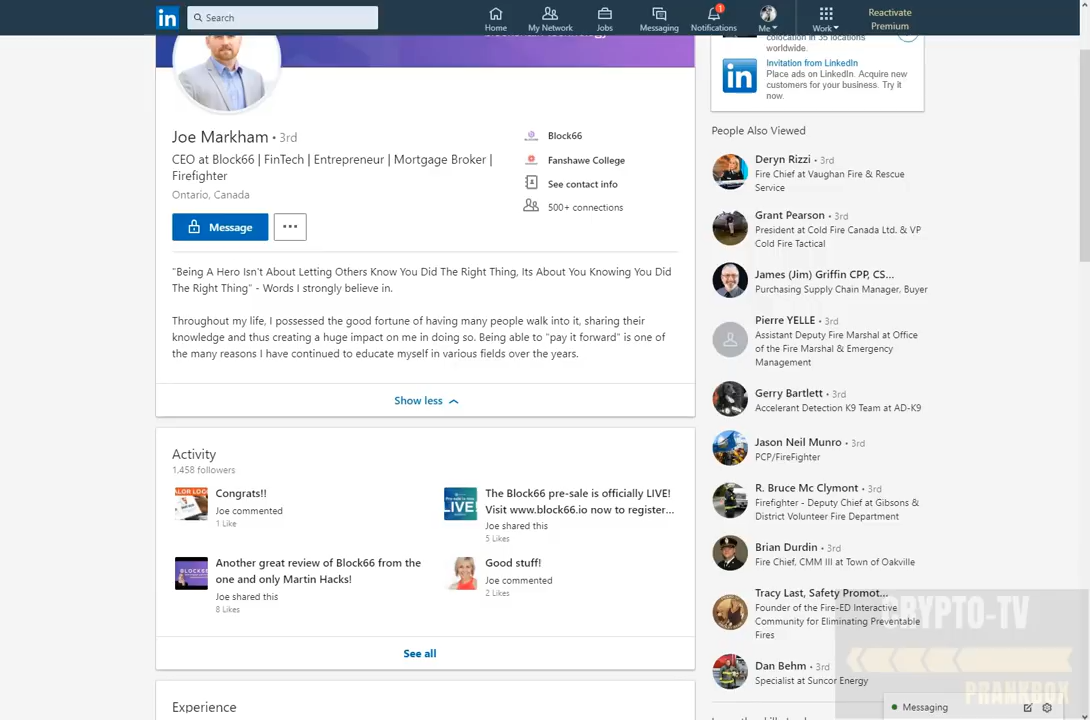 in
Search
Home
My Network
Jobs
Messaging
1
Notifications
Me
Work
Reactivate
Premium
colocation in 35 locations
worldwide.
Invitation from LinkedIn
Place ads on LinkedIn. Acquire new
customers for your business. Try it
now.
in
Joe Markham • 3rd
CEO at Block66 | FinTech | Entrepreneur | Mortgage Broker |
Firefighter
Ontario, Canada
Message
...
Block66
Fanshawe College
See contact info
500+ connections
"Being A Hero Isn't About Letting Others Know You Did The Right Thing, Its About You Knowing You Did
The Right Thing" - Words I strongly believe in.
Throughout my life, I possessed the good fortune of having many people walk into it, sharing their
knowledge and thus creating a huge impact on me in doing so. Being able to "pay it forward" is one of
the many reasons I have continued to educate myself in various fields over the years.
Show less
Activity
1,458 followers
Congrats!!
Joe commented
1 Like
The Block66 pre-sale is officially LIVE!
Visit www.block66.io now to register...
Joe shared this
5 Likes
LIVE!
Another great review of Block66 from the
one and only Martin Hacks!
Joe shared this
8 Likes
Good stuff!
Joe commented
2 Likes
See all
Experience
People Also Viewed
Deryn Rizzi • 3rd
Fire Chief at Vaughan Fire & Rescue
Service
Grant Pearson • 3rd
President at Cold Fire Canada Ltd. & VP
Cold Fire Tactical
James (Jim) Griffin CPP, CS...
Purchasing Supply Chain Manager, Buyer
Pierre YELLE • 3rd
Assistant Deputy Fire Marshal at Office
of the Fire Marshal & Emergency
Management
Gerry Bartlett • 3rd
Accelerant Detection K9 Team at AD-K9
Jason Neil Munro • 3rd
PCP/FireFighter
R. Bruce Mc Clymont • 3rd
Firefighter - Deputy Chief at Gibsons &
District Volunteer Fire Department
Brian Durdin • 3rd
Fire Chief, CMM III at Town of Oakville
Tracy Last, Safety Promot...
Founder of the Fire-ED Interactive
Community for Eliminating Preventable
Fires
Dan Behm • 3rd
Specialist at Suncor Energy
CRYPTO-TV
PRANKBOX
Messaging